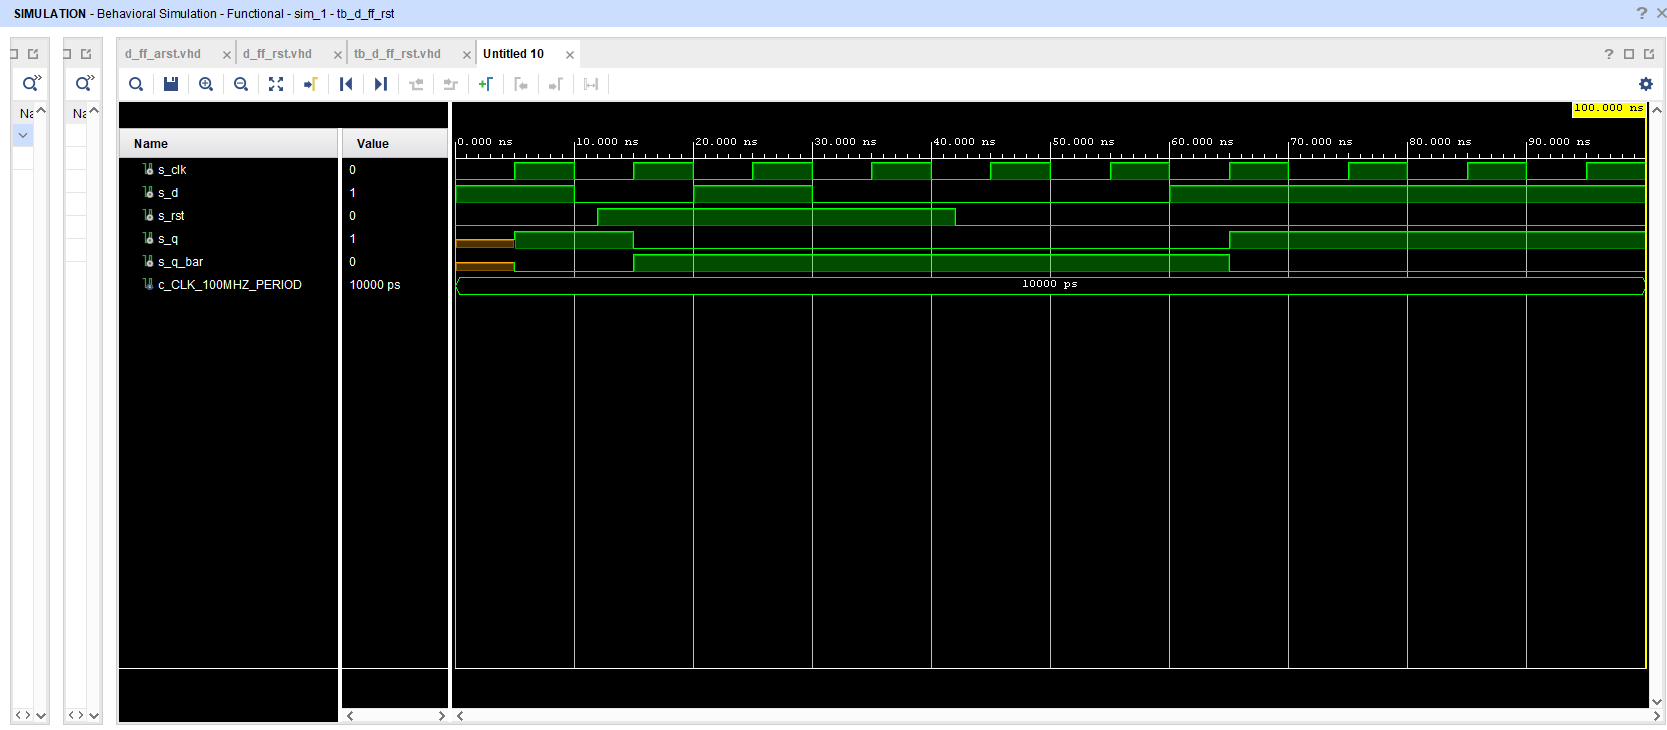 SIMULATION - Behavioral Simulation - Functional - sim_1 - tb_d_ff_rst
d_ff_arst.vhd d_ff_rst.vhd tb_d_ff_rst.vhd Untitled 10
100.000 ns
Na Na
Name Value
0.000 ns 10.000 ns 20.000 ns 30.000 ns 40.000 ns 50.000 ns 60.000 ns 70.000 ns 80.000 ns 90.000 ns
s_clk 0
s_d 1
s_rst 0
s_q 1
s_q_bar 0
c_CLK_100MHZ_PERIOD 10000 ps 10000 ps